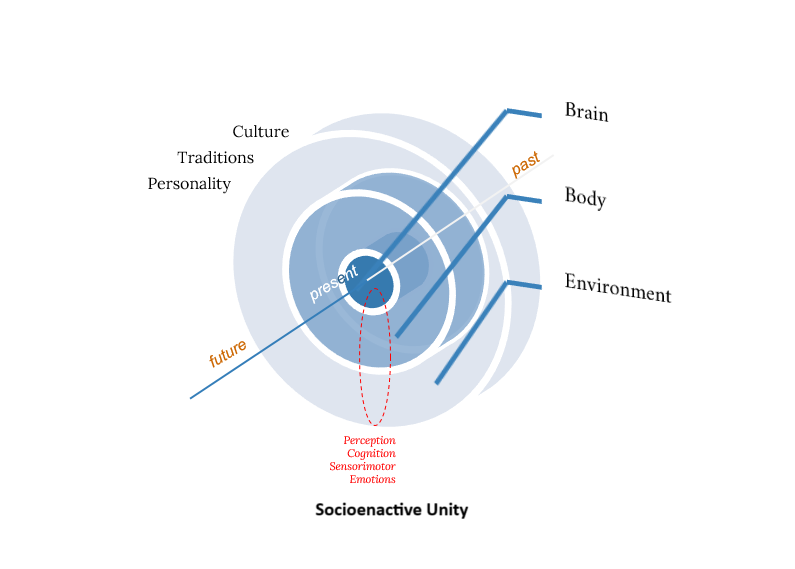 Brain
Culture
Traditions
past
Personality
Body
present
Environment
future
Perception
Cognition
Sensorimotor
Emotions
Socioenactive Unity